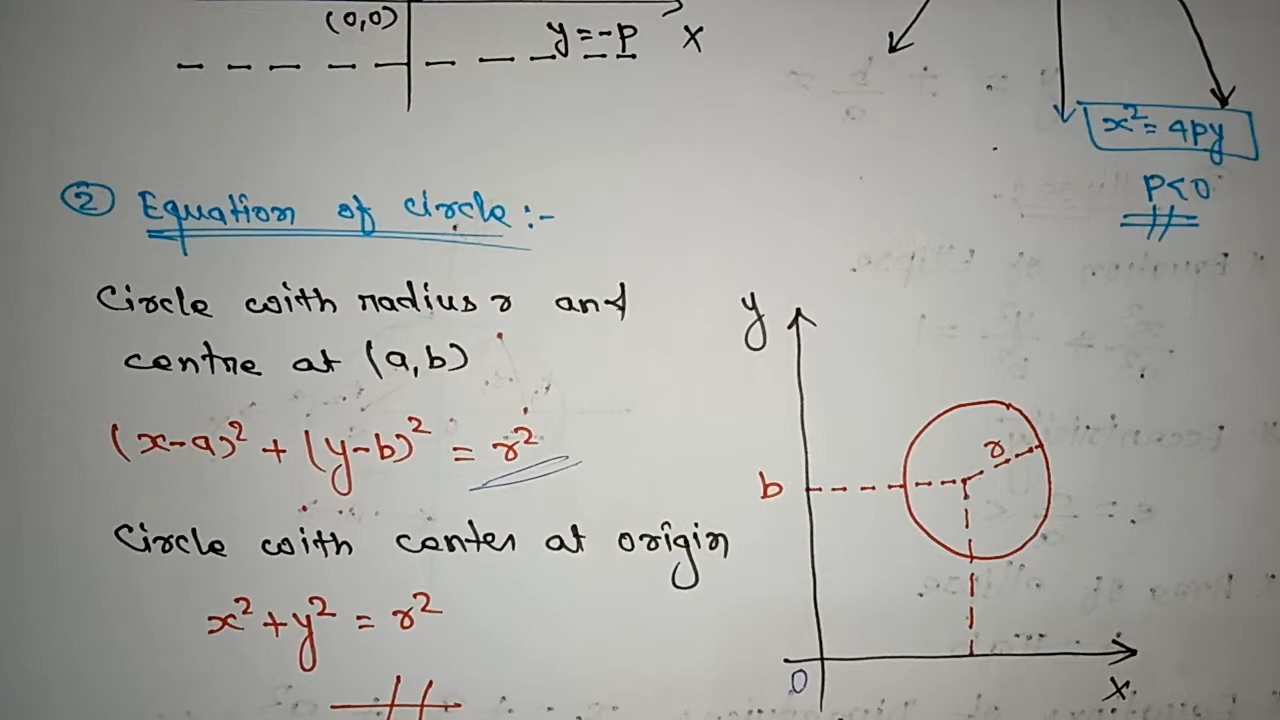 (0,0)
y=-p
X
x²=4py
P<0
② Equation of circle:-
Circle with radius r and
centre at (a,b)
(x-a)²+(y-b)² = r²
Circle with center at origin
x²+y² = r²
y
r
b
0
X